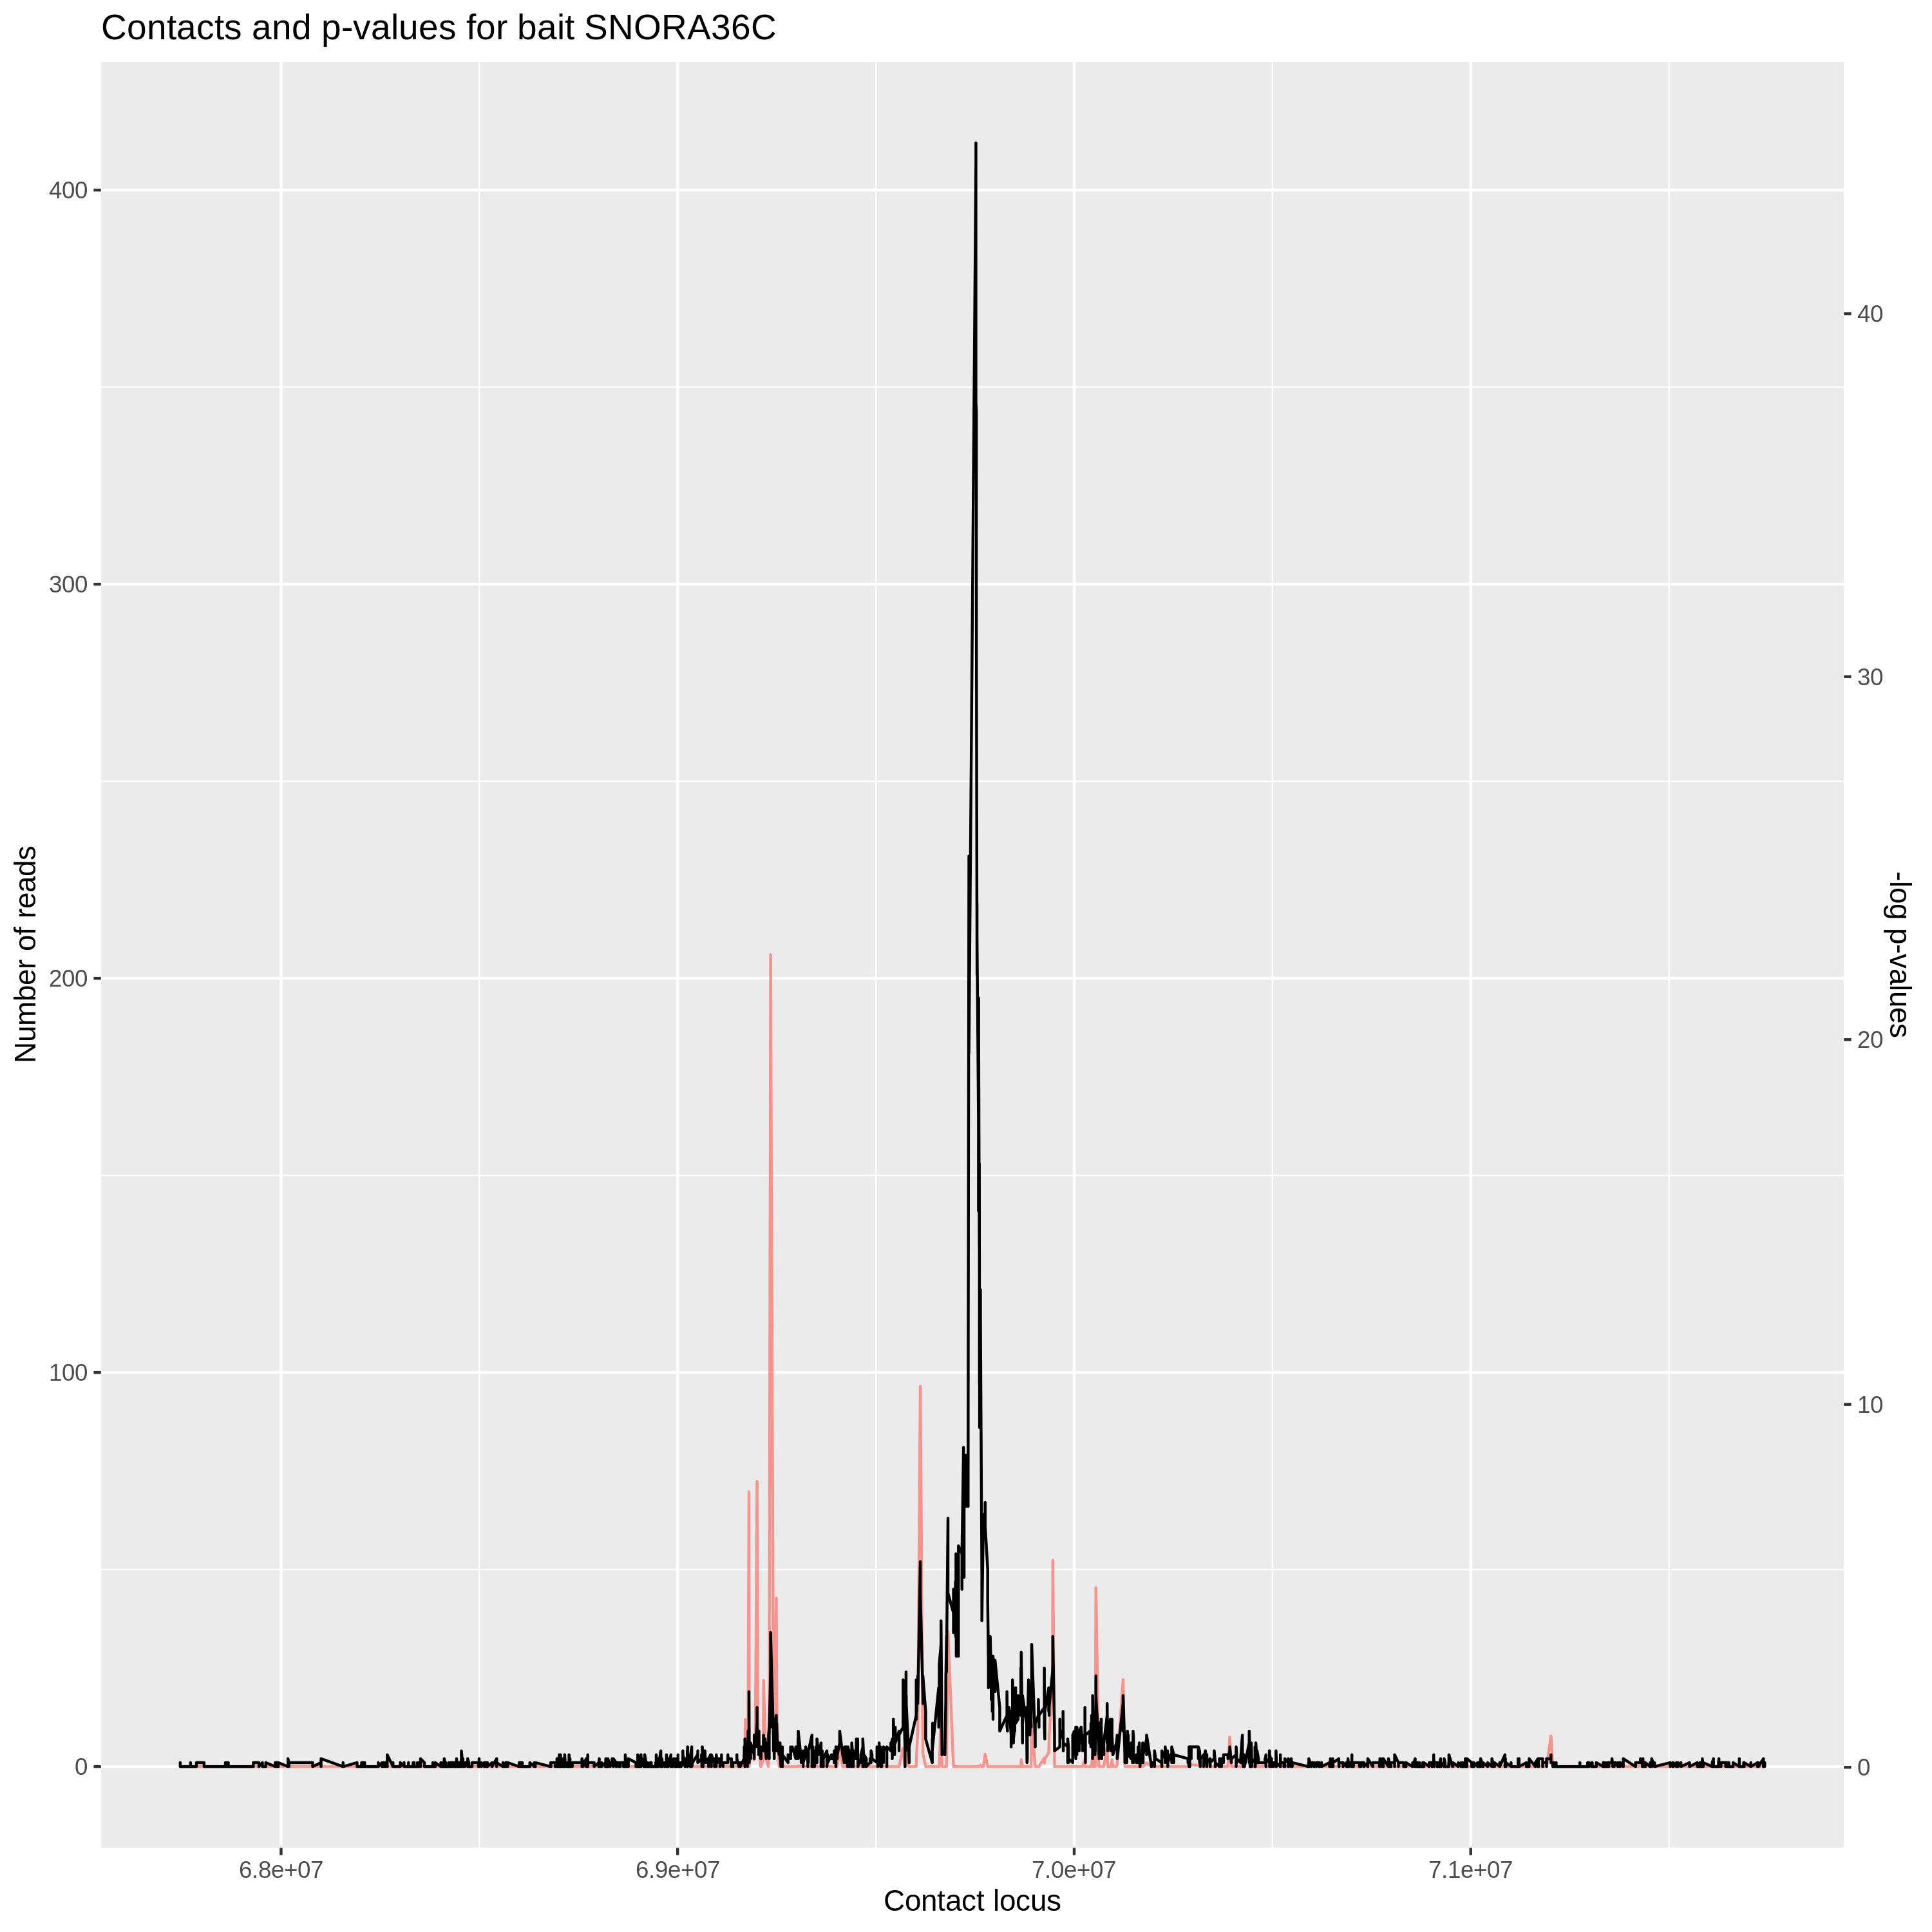 Contacts and p-values for bait SNORA36C
400
300
200
100
0
Number of reads
40
30
20
10
0
-log p-values
6.8e+07
6.9e+07
7.0e+07
7.1e+07
Contact locus